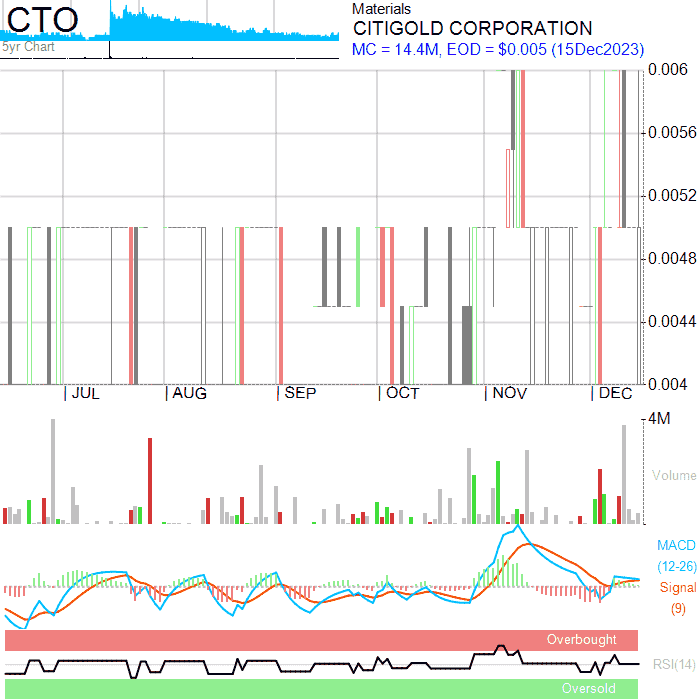 CTO
5yr Chart
Materials
CITIGOLD CORPORATION
MC = 14.4M, EOD = $0.005 (15Dec2023)
0.006
0.0056
0.0052
0.0048
0.0044
0.004
JUL AUG SEP OCT NOV DEC
4M
Volume
MACD
(12-26)
Signal
(9)
Overbought
RSI(14)
Oversold